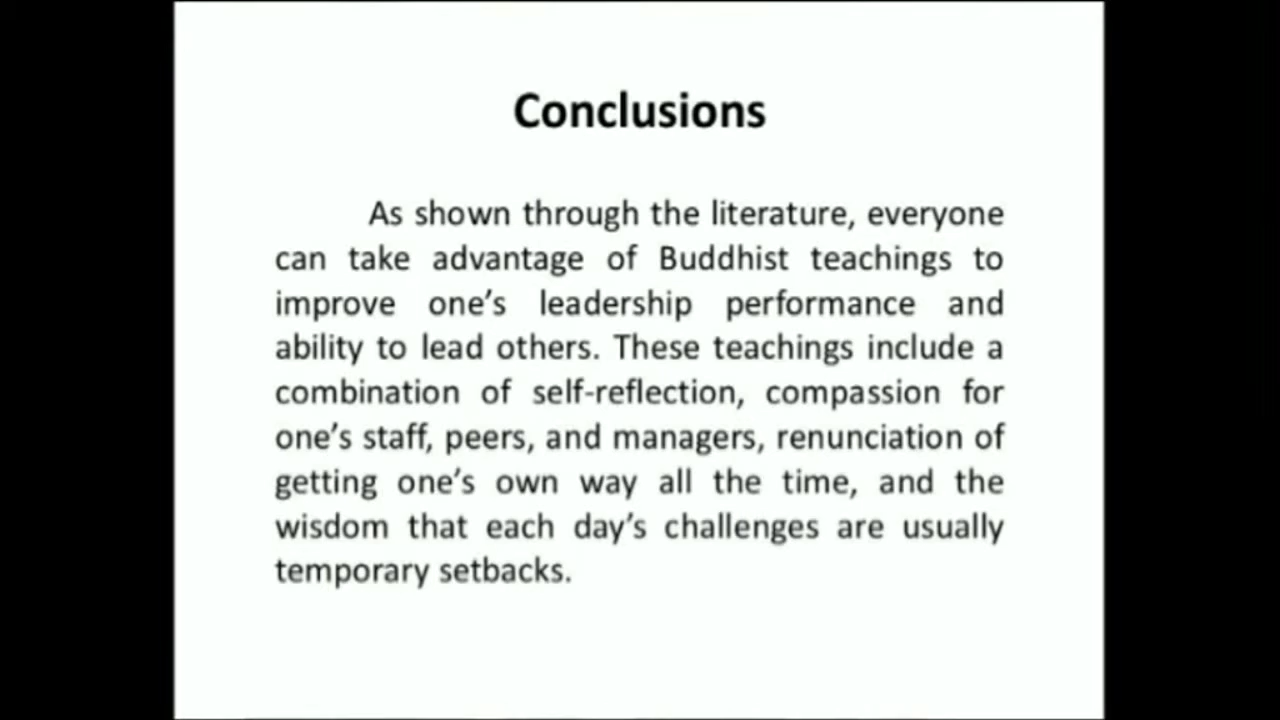 Conclusions
As shown through the literature, everyone
can take advantage of Buddhist teachings to
improve one’s leadership performance and
ability to lead others. These teachings include a
combination of self-reflection, compassion for
one’s staff, peers, and managers, renunciation of
getting one’s own way all the time, and the
wisdom that each day’s challenges are usually
temporary setbacks.